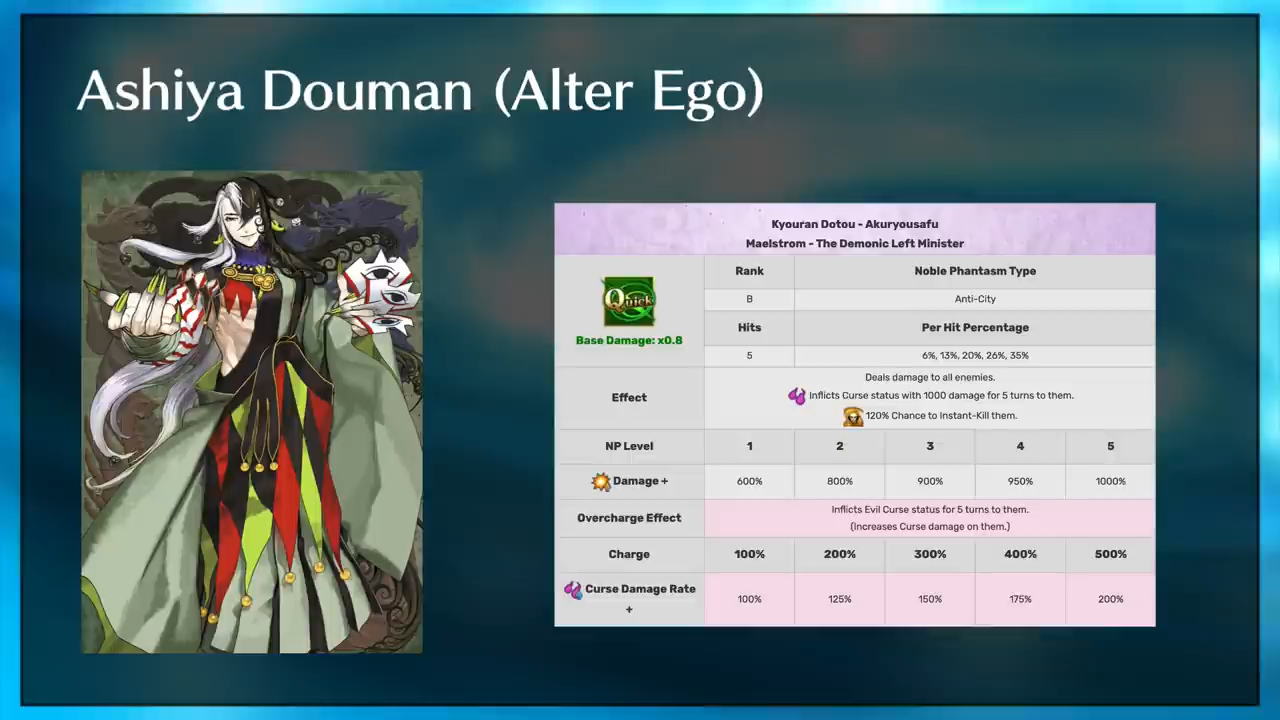 Ashiya Douman (Alter Ego)
Kyouran Dotou - Akuryousafu
Maelstrom - The Demonic Left Minister
Quick
Base Damage: x0.8
Rank
Noble Phantasm Type
B
Anti-City
Hits
Per Hit Percentage
5
6%, 13%, 20%, 26%, 35%
Effect
Deals damage to all enemies.
Inflicts Curse status with 1000 damage for 5 turns to them.
120% Chance to Instant-Kill them.
NP Level
1
2
3
4
5
Damage +
600%
800%
900%
950%
1000%
Overcharge Effect
Inflicts Evil Curse status for 5 turns to them.
(Increases Curse damage on them.)
Charge
100%
200%
300%
400%
500%
Curse Damage Rate
+
100%
125%
150%
175%
200%